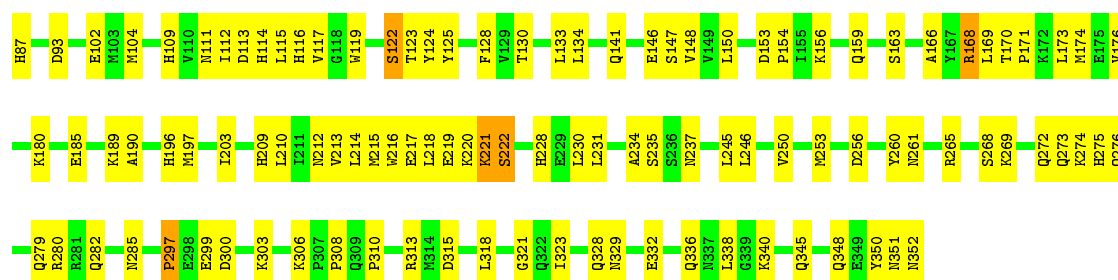 H87 D93 E102 M103 M104 H109 V110 N111 I112 D113 H114 L115 H116 V117 G118 W119 S122 T123 Y124 Y125 F128 V129 T130 L133 L134 Q141 E146 S147 V148 V149 L150 D153 P154 I155 K156 Q159 S163 A166 Y167 R168 L169 T170 P171 K172 L173 M174 E175 V176
K180 E185 K189 A190 H196 M197 I203 H209 L210 I211 N212 V213 L214 M215 W216 E217 L218 E219 K220 K221 S222 H228 E229 L230 L231 A234 S235 S236 N237 L245 L246 V250 M253 D256 Y260 N261 R265 S268 K269 Q272 Q273 K274 H275
Q279 R280 R281 Q282 N285 P297 E298 E299 D300 K303 K306 P307 P308 Q309 P310 R313 M314 D315 L318 G321 Q322 I323 Q328 N329 E332 Q336 N337 L338 G339 K340 Q345 Q348 E349 Y350 N351 N352